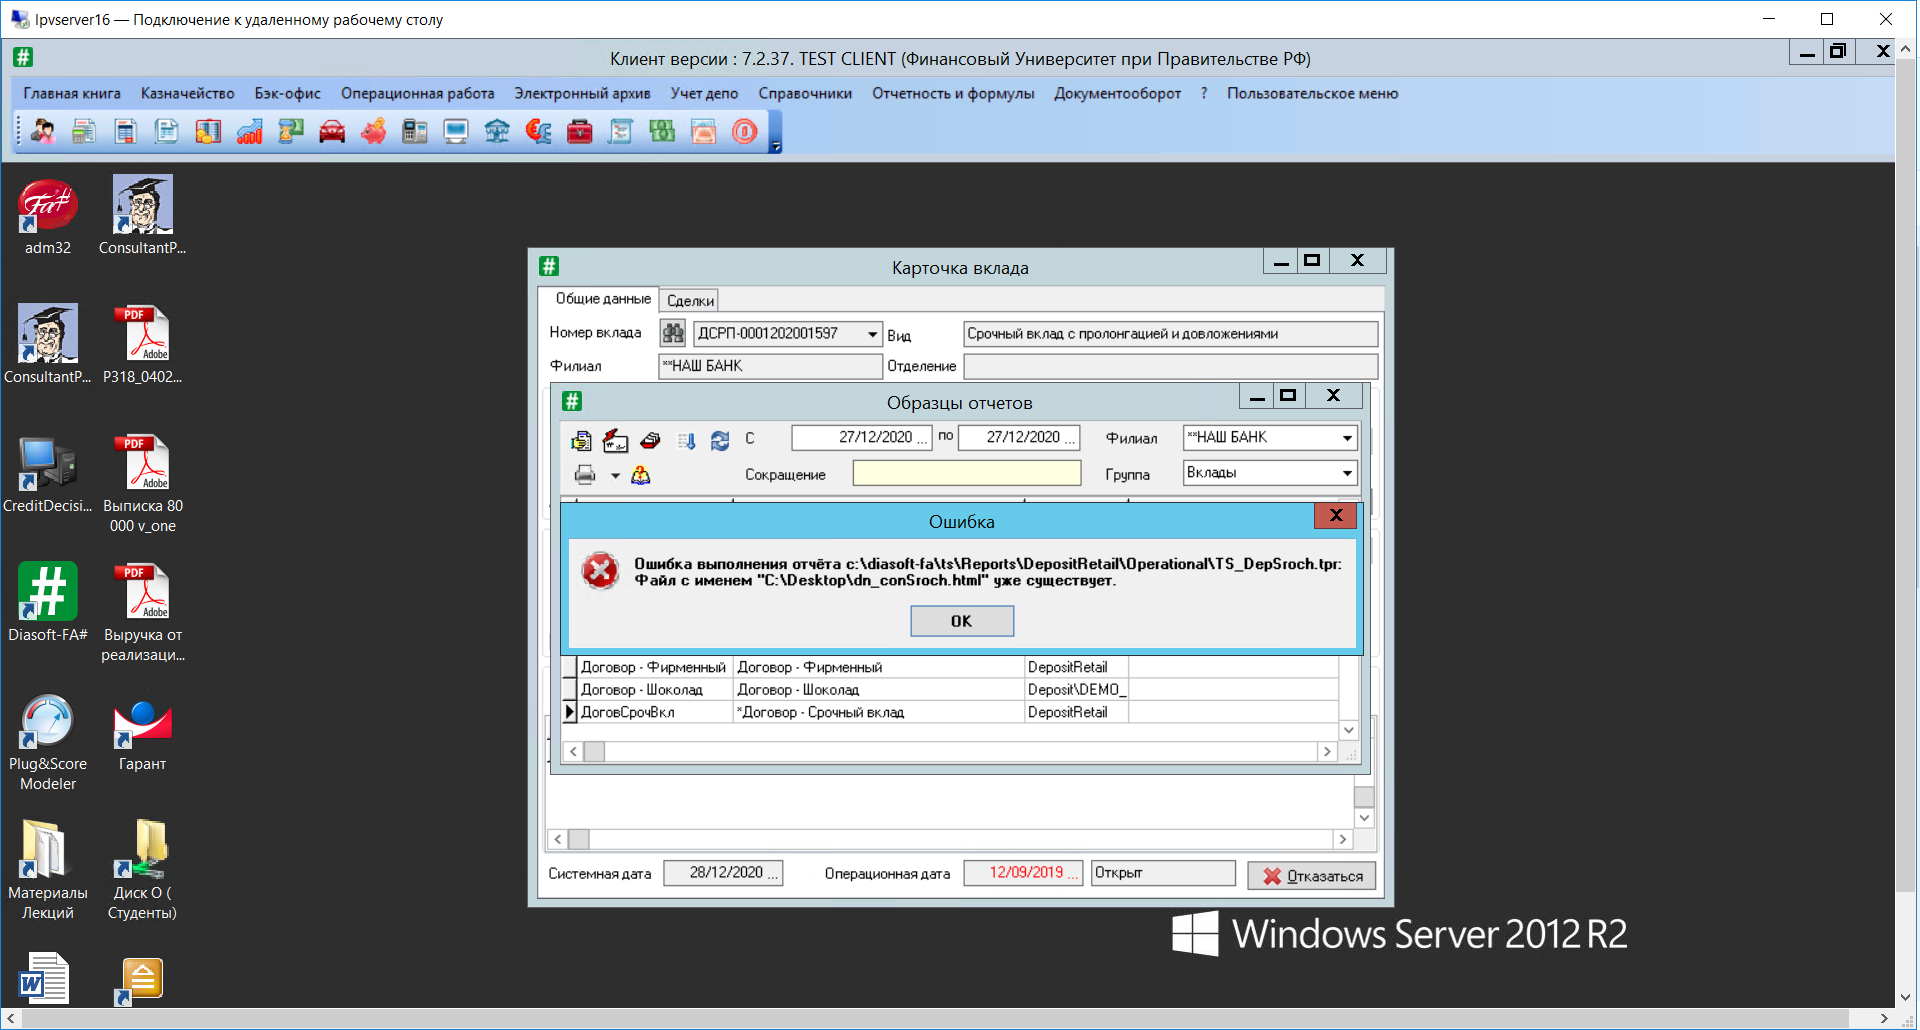 Ipvserver16 — Подключение к удаленному рабочему столу
Клиент версии : 7.2.37. TEST CLIENT (Финансовый Университет при Правительстве РФ)
Главная книга Казначейство Бэк-офис Операционная работа Электронный архив Учет депо Справочники Отчетность и формулы Документооборот ? Пользовательское меню
adm32 ConsultantP...
ConsultantP... P318_0402...
CreditDecisi... Выписка 80 000 v_one
Diasoft-FA# Выручка от реализаци...
Plug&Score Modeler Гарант
Материалы Лекций Диск O ( Студенты)
Карточка вклада
Общие данные Сделки
Номер вклада ДСРП-0001202001597 Вид Срочный вклад с пролонгацией и довложениями
Филиал **НАШ БАНК Отделение
Образцы отчетов
С 27/12/2020 ... по 27/12/2020 ... Филиал **НАШ БАНК
Сокращение Группа Вклады
Ошибка
Ошибка выполнения отчёта c:\diasoft-fa\ts\Reports\DepositRetail\Operational\TS_DepSroch.tpr:
Файл с именем "C:\Desktop\dn_conSroch.html" уже существует.
OK
Договор - Фирменный Договор - Фирменный DepositRetail
Договор - Шоколад Договор - Шоколад Deposit\DEMO_
ДоговСрочВкл *Договор - Срочный вклад DepositRetail
Системная дата 28/12/2020 ... Операционная дата 12/09/2019 ... Открыт Отказаться
Windows Server 2012 R2